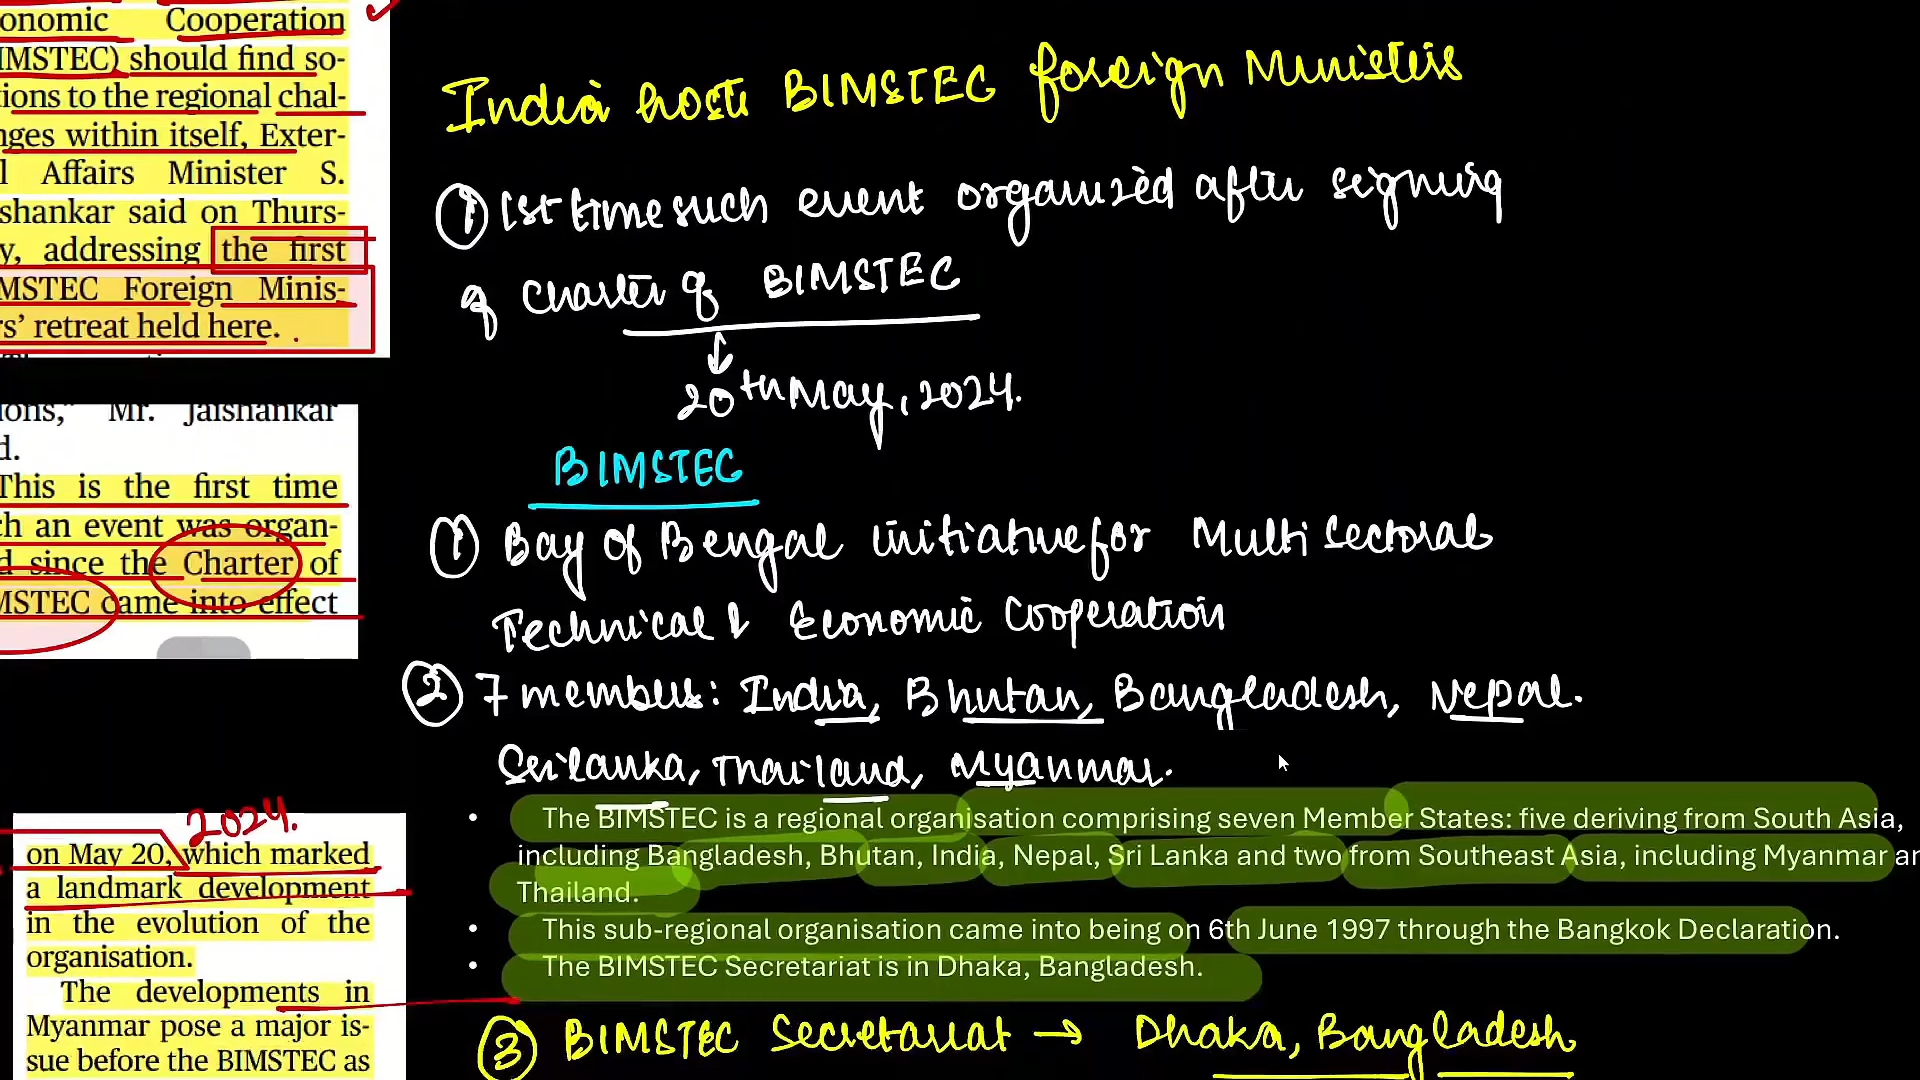 onomic Cooperation
IMSTEC) should find so-
tions to the regional chal-
nges within itself, Exter-
l Affairs Minister S.
shankar said on Thurs-
y, addressing the first
MSTEC Foreign Minis-
rs’ retreat held here.
ions,” Mr. Jaishankar
d.
This is the first time
ch an event was organ-
d since the Charter of
MSTEC came into effect
2024.
on May 20, which marked
a landmark development
in the evolution of the
organisation.
The developments in
Myanmar pose a major is-
sue before the BIMSTEC as
India hosts BIMSTEC foreign Ministers
① 1st time such event organized after signing
of Charter of BIMSTEC
20th May, 2024.
BIMSTEC
① Bay of Bengal initiative for Multi Sectoral
Technical & Economic Cooperation
② 7 members: India, Bhutan, Bangladesh, Nepal.
Srilanka, Thailand, Myanmar.
• The BIMSTEC is a regional organisation comprising seven Member States: five deriving from South Asia,
including Bangladesh, Bhutan, India, Nepal, Sri Lanka and two from Southeast Asia, including Myanmar an
Thailand.
• This sub-regional organisation came into being on 6th June 1997 through the Bangkok Declaration.
• The BIMSTEC Secretariat is in Dhaka, Bangladesh.
③ BIMSTEC Secretariat → Dhaka, Bangladesh